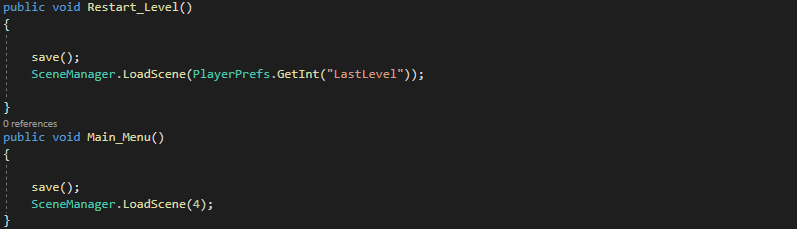 public void Restart_Level()
{
save();
SceneManager.LoadScene(PlayerPrefs.GetInt("LastLevel"));
}
0 references
public void Main_Menu()
{
save();
SceneManager.LoadScene(4);
}